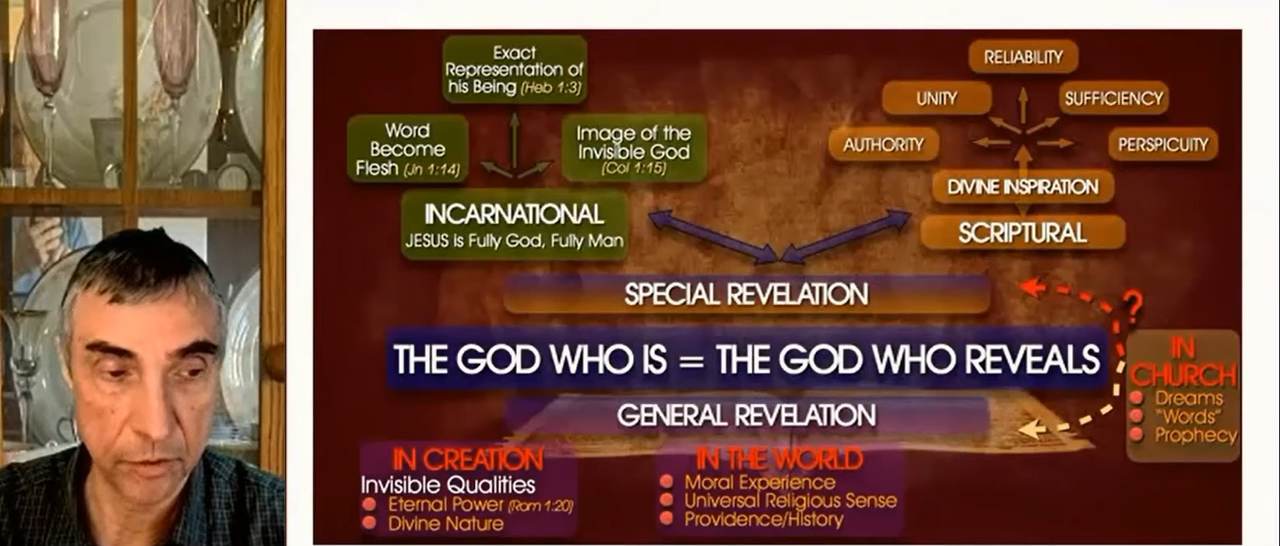 Exact
Representation of
his Being (Heb 1:3)
Word
Become
Flesh (Jn 1:14)
Image of the
Invisible God
(Col 1:15)
INCARNATIONAL
JESUS is Fully God, Fully Man
RELIABILITY
UNITY
SUFFICIENCY
AUTHORITY
PERSPICUITY
DIVINE INSPIRATION
SCRIPTURAL
SPECIAL REVELATION
?
THE GOD WHO IS = THE GOD WHO REVEALS
GENERAL REVELATION
IN
CHURCH
Dreams
"Words"
Prophecy
IN CREATION
Invisible Qualities
Eternal Power (Rom 1:20)
Divine Nature
IN THE WORLD
Moral Experience
Universal Religious Sense
Providence/History